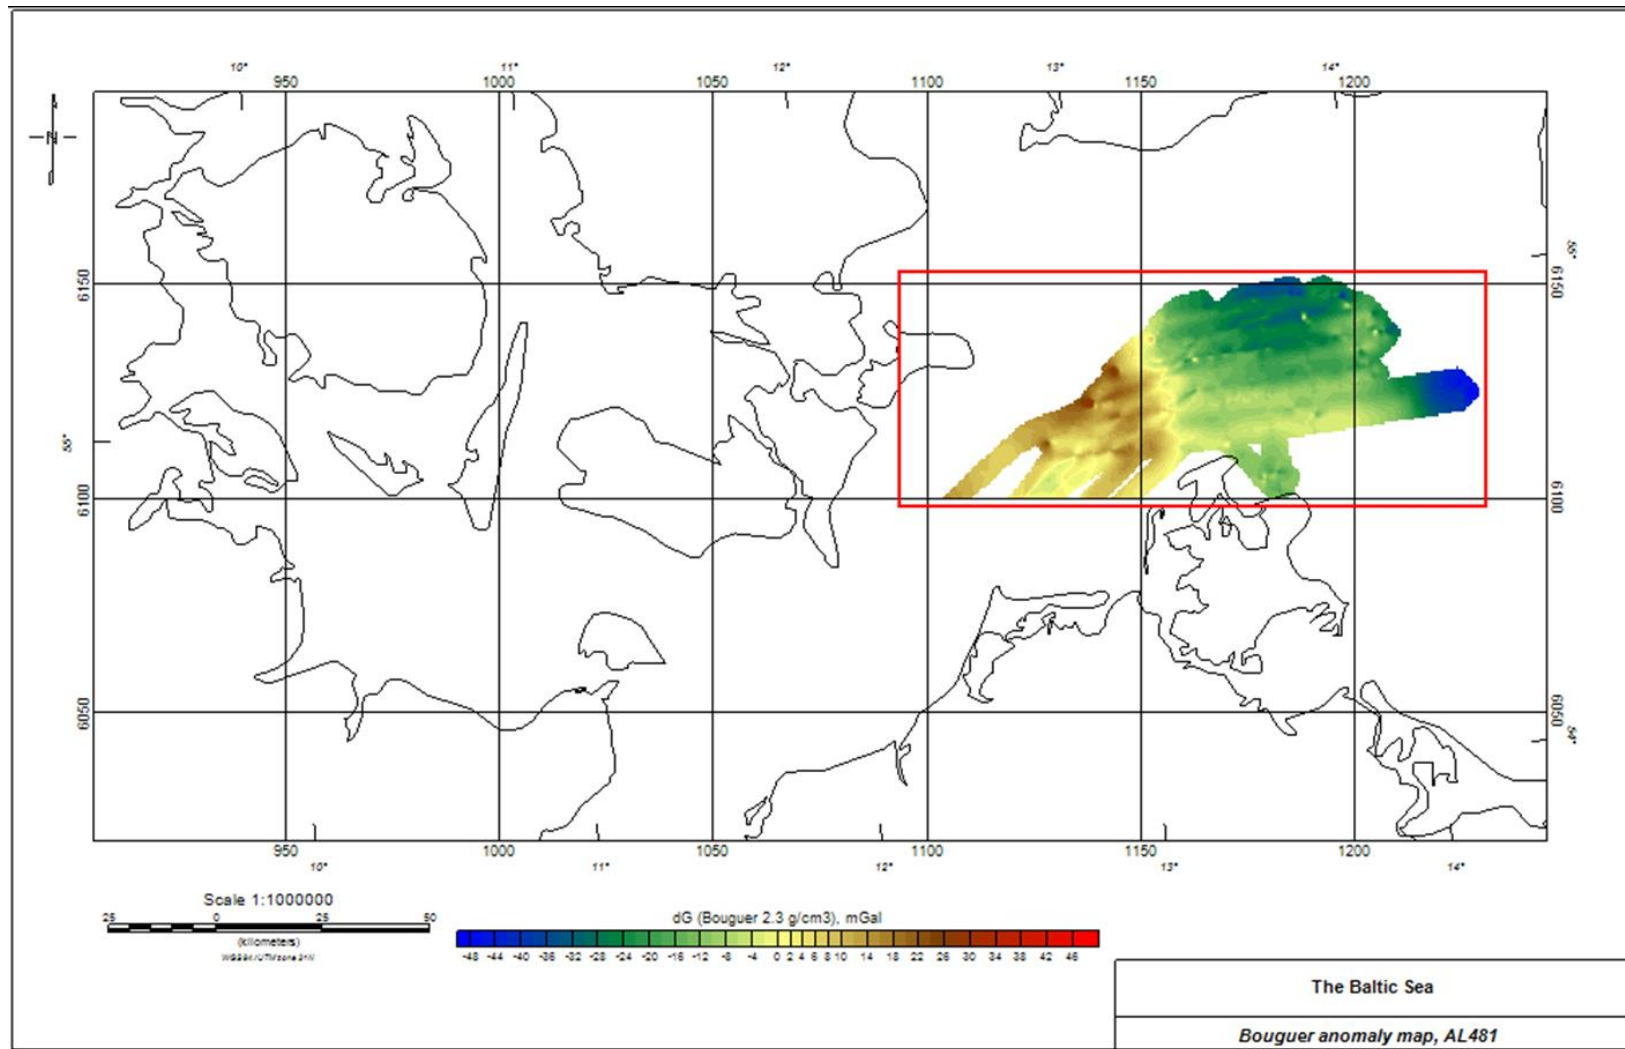 10° 11° 12° 13° 14°
950 1000 1050 1100 1150 1200
N
6150 6150
55°
55°
6100 6100
6050 6050
54°
950 1000 1050 1100 1150 1200
10° 11° 12° 13° 14°
Scale 1:1000000
25 0 25 50
(kilometers)
WGS84 / UTM zone 31N
dG (Bouguer 2.3 g/cm3), mGal
-48 -44 -40 -36 -32 -28 -24 -20 -16 -12 -8 -4 0 2 4 6 8 10 14 18 22 26 30 34 38 42 46
The Baltic Sea
Bouguer anomaly map, AL481